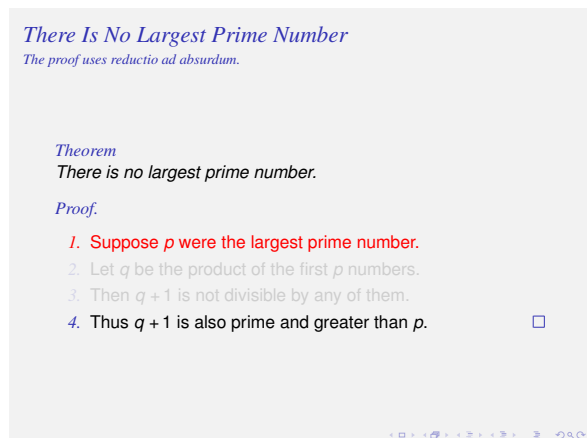 There Is No Largest Prime Number
The proof uses reductio ad absurdum.
Theorem
There is no largest prime number.
Proof.
1. Suppose p were the largest prime number.
2. Let q be the product of the first p numbers.
3. Then q + 1 is not divisible by any of them.
4. Thus q + 1 is also prime and greater than p.